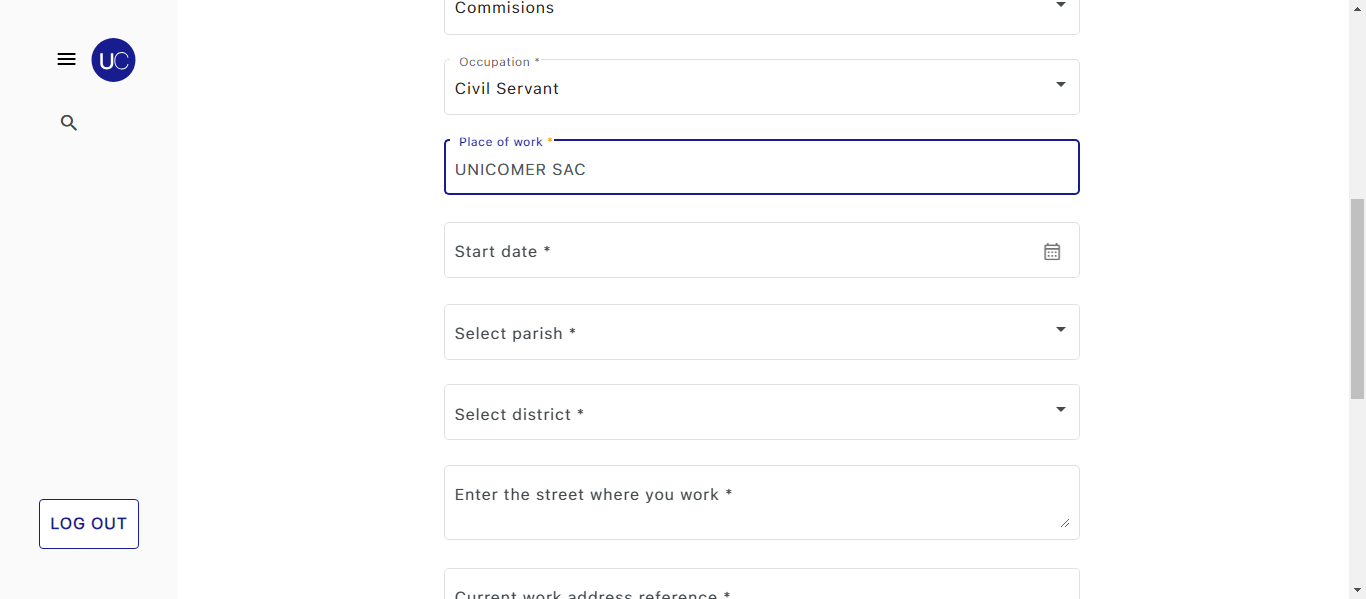 UC
Commisions
Occupation *
Civil Servant
Place of work *
UNICOMER SAC
Start date *
Select parish *
Select district *
Enter the street where you work *
Current work address reference *
LOG OUT